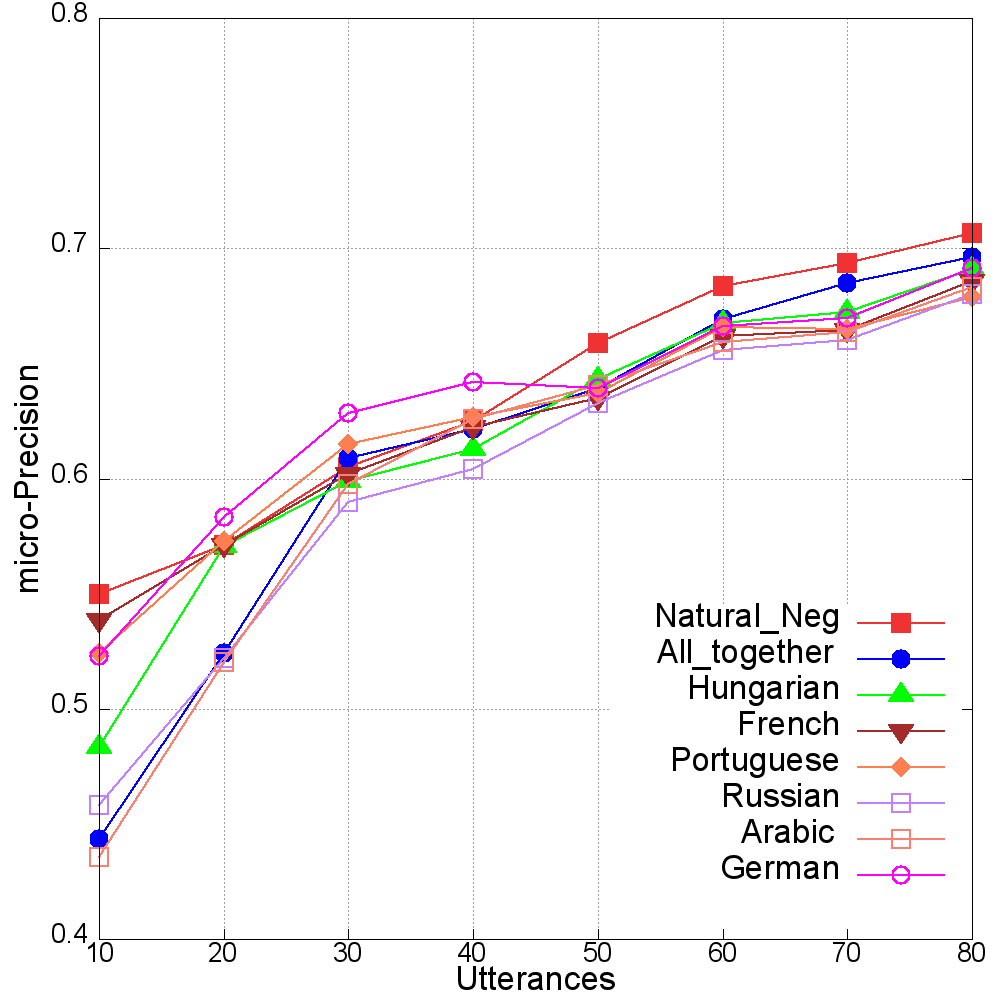 0.8
0.7
0.6
0.5
0.4
micro-Precision
Natural_Neg
All_together
Hungarian
French
Portuguese
Russian
Arabic
German
10 20 30 40 50 60 70 80
Utterances